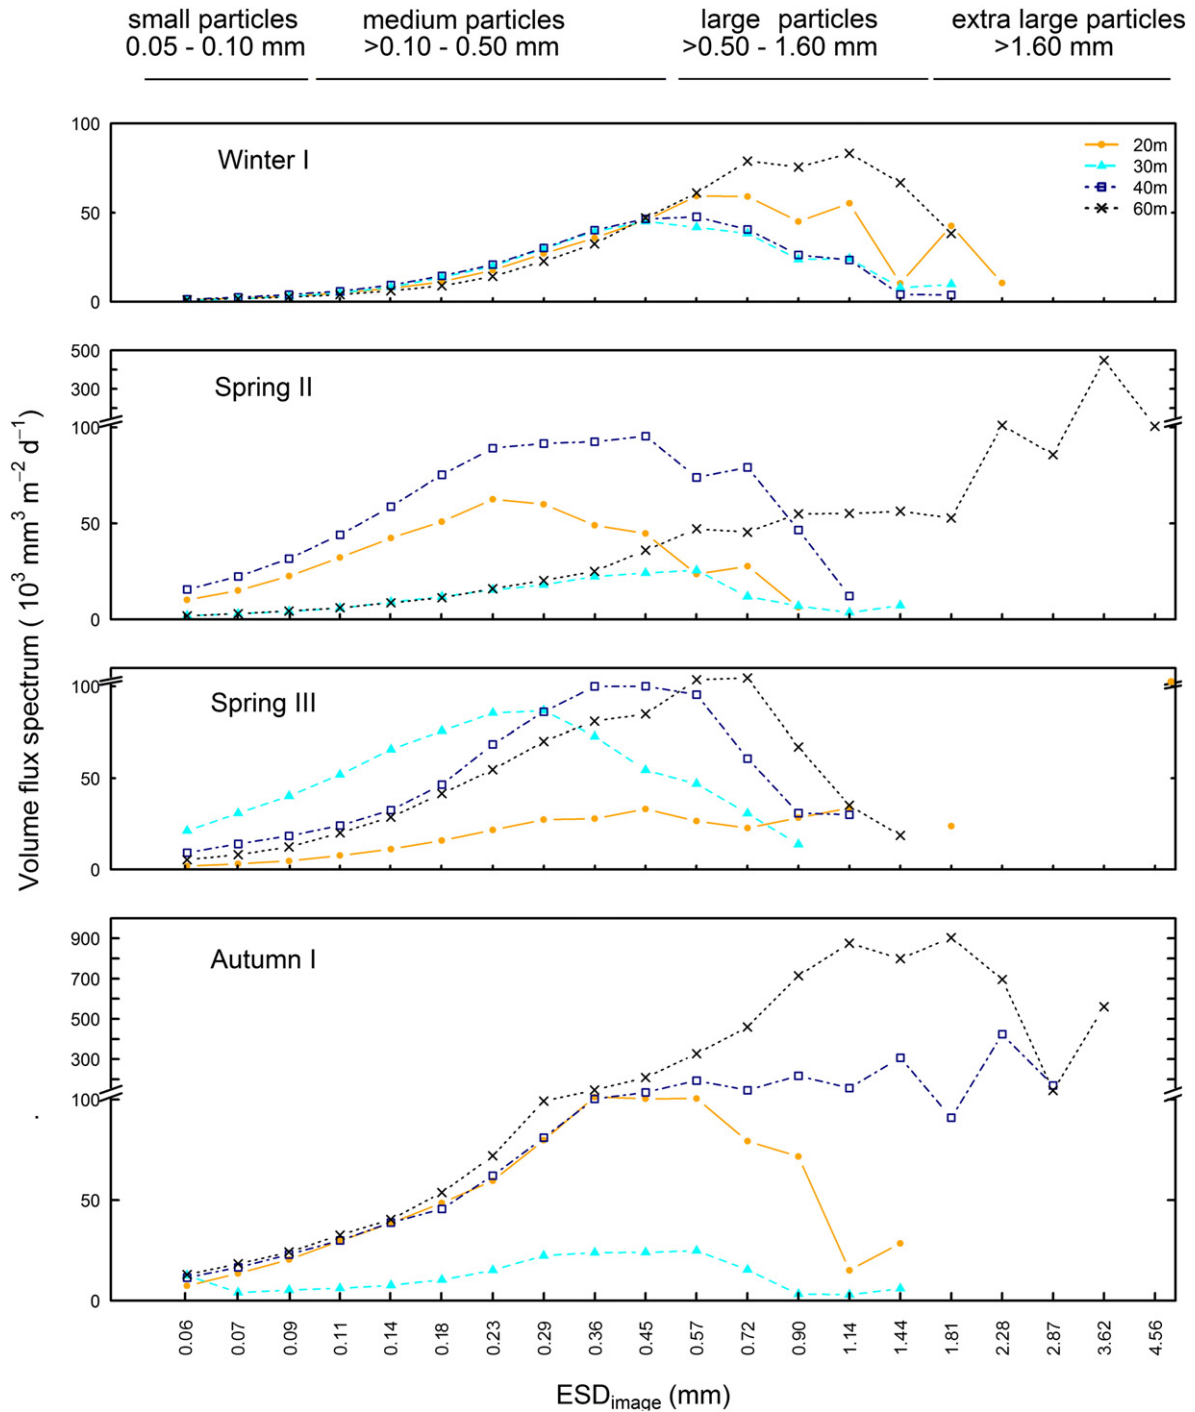 small particles medium particles large particles extra large particles
0.05 - 0.10 mm >0.10 - 0.50 mm >0.50 - 1.60 mm >1.60 mm
Winter I
100
50
0
20m
30m
40m
60m
Spring II
500
300
100
50
0
Spring III
100
50
0
Autumn I
900
700
500
300
100
50
0
Volume flux spectrum ( 10³ mm³ m⁻² d⁻¹)
0.06 0.07 0.09 0.11 0.14 0.18 0.23 0.29 0.36 0.45 0.57 0.72 0.90 1.14 1.44 1.81 2.28 2.87 3.62 4.56
ESDimage (mm)